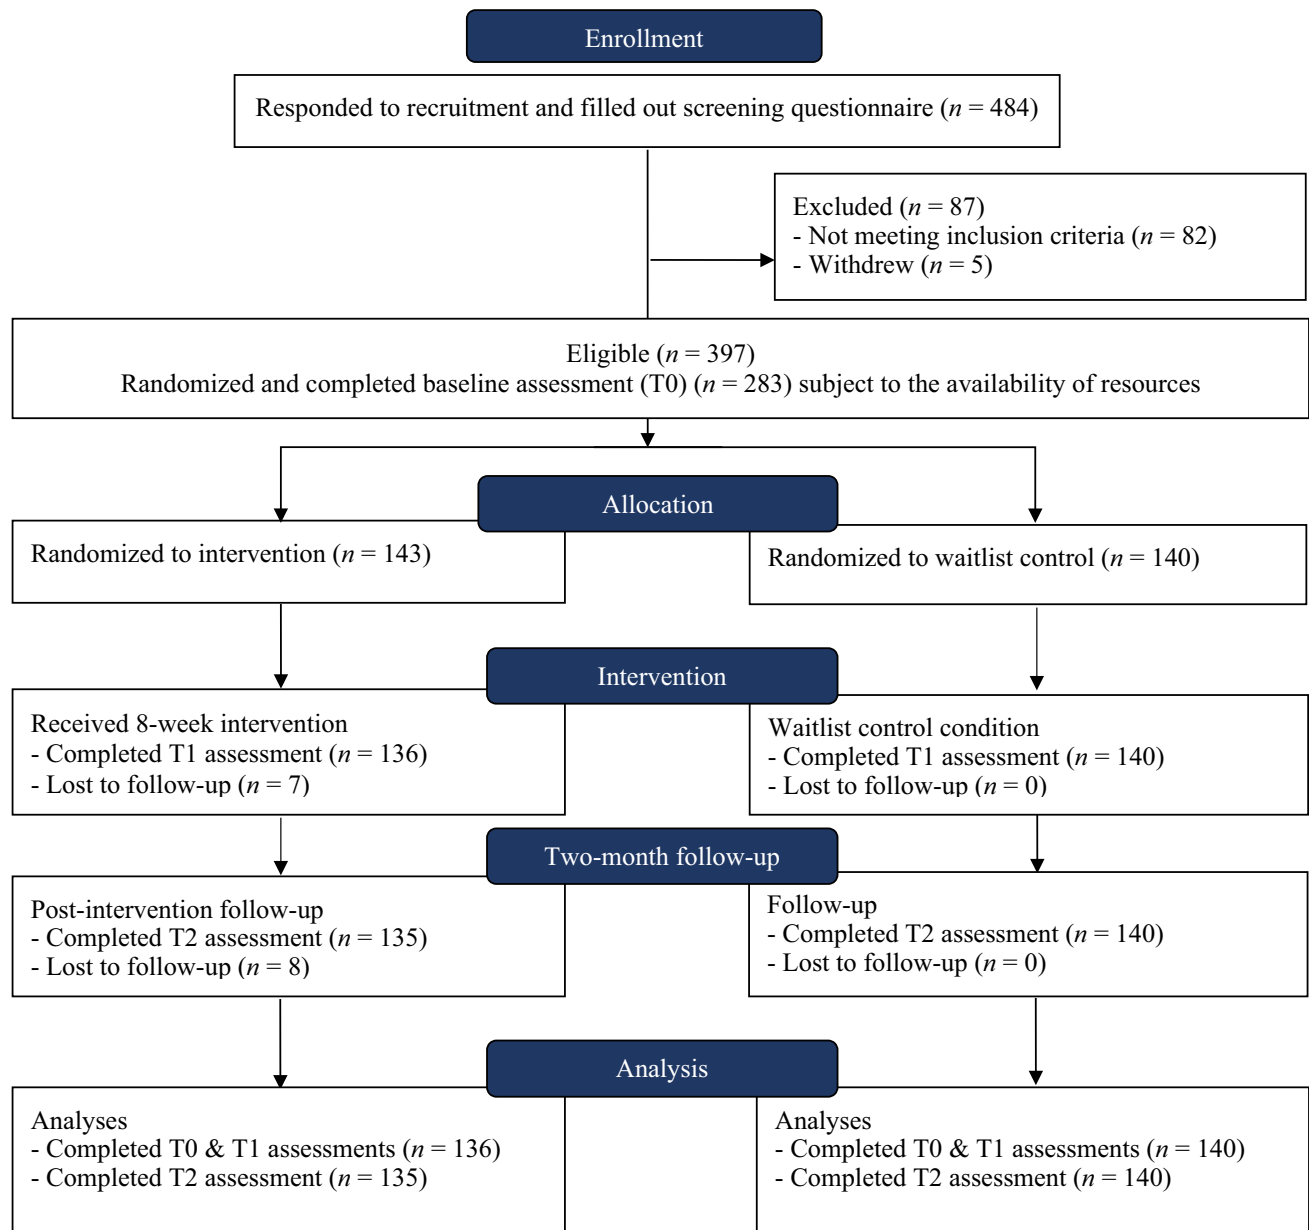 Enrollment
Responded to recruitment and filled out screening questionnaire (n = 484)
Excluded (n = 87)
- Not meeting inclusion criteria (n = 82)
- Withdrew (n = 5)
Eligible (n = 397)
Randomized and completed baseline assessment (T0) (n = 283) subject to the availability of resources
Allocation
Randomized to intervention (n = 143)
Randomized to waitlist control (n = 140)
Intervention
Received 8-week intervention
- Completed T1 assessment (n = 136)
- Lost to follow-up (n = 7)
Waitlist control condition
- Completed T1 assessment (n = 140)
- Lost to follow-up (n = 0)
Two-month follow-up
Post-intervention follow-up
- Completed T2 assessment (n = 135)
- Lost to follow-up (n = 8)
Follow-up
- Completed T2 assessment (n = 140)
- Lost to follow-up (n = 0)
Analysis
Analyses
- Completed T0 & T1 assessments (n = 136)
- Completed T2 assessment (n = 135)
Analyses
- Completed T0 & T1 assessments (n = 140)
- Completed T2 assessment (n = 140)